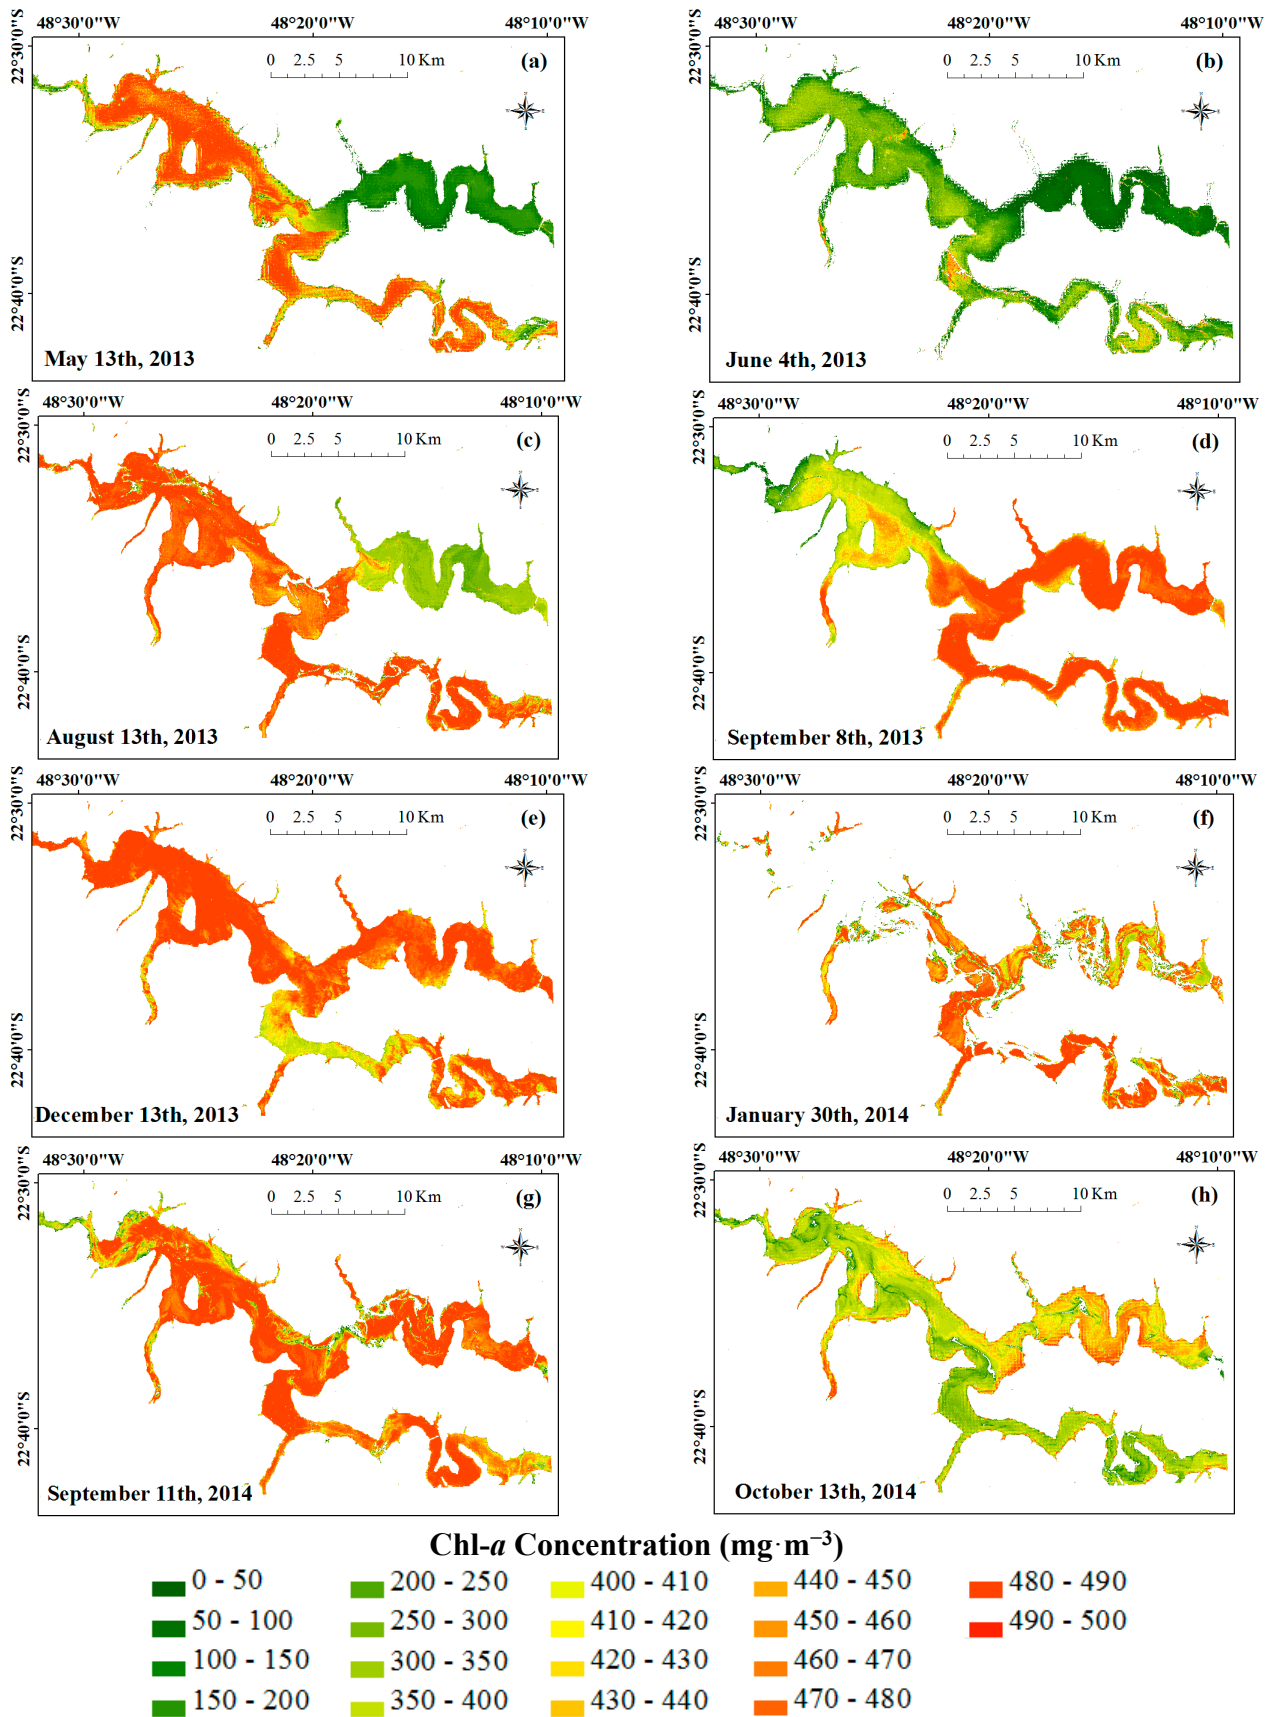 48°30'0"W 48°20'0"W 48°10'0"W 48°30'0"W 48°20'0"W 48°10'0"W
22°30'0"S 22°40'0"S
0 2.5 5 10 Km (a)
May 13th, 2013
22°30'0"S 22°40'0"S
0 2.5 5 10 Km (b)
June 4th, 2013
48°30'0"W 48°20'0"W 48°10'0"W 48°30'0"W 48°20'0"W 48°10'0"W
22°30'0"S 22°40'0"S
0 2.5 5 10 Km (c)
August 13th, 2013
22°30'0"S 22°40'0"S
0 2.5 5 10 Km (d)
September 8th, 2013
48°30'0"W 48°20'0"W 48°10'0"W 48°30'0"W 48°20'0"W 48°10'0"W
22°30'0"S 22°40'0"S
0 2.5 5 10 Km (e)
December 13th, 2013
22°30'0"S 22°40'0"S
0 2.5 5 10 Km (f)
January 30th, 2014
48°30'0"W 48°20'0"W 48°10'0"W 48°30'0"W 48°20'0"W 48°10'0"W
22°30'0"S 22°40'0"S
0 2.5 5 10 Km (g)
September 11th, 2014
22°30'0"S 22°40'0"S
0 2.5 5 10 Km (h)
October 13th, 2014
Chl-a Concentration (mg·m⁻³)
0 - 50 200 - 250 400 - 410 440 - 450 480 - 490
50 - 100 250 - 300 410 - 420 450 - 460 490 - 500
100 - 150 300 - 350 420 - 430 460 - 470
150 - 200 350 - 400 430 - 440 470 - 480